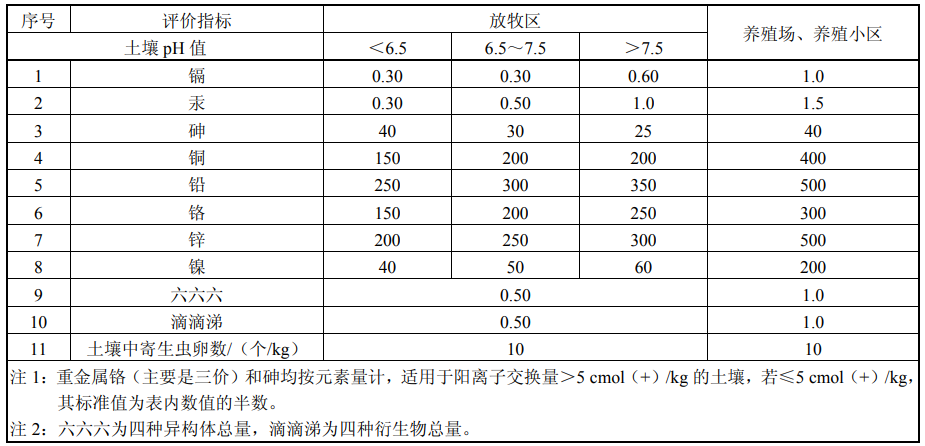 序号 评价指标 放牧区 养殖场、养殖小区
土壤 pH 值 ＜6.5 6.5～7.5 ＞7.5
1 镉 0.30 0.30 0.60 1.0
2 汞 0.30 0.50 1.0 1.5
3 砷 40 30 25 40
4 铜 150 200 200 400
5 铅 250 300 350 500
6 铬 150 200 250 300
7 锌 200 250 300 500
8 镍 40 50 60 200
9 六六六 0.50 1.0
10 滴滴涕 0.50 1.0
11 土壤中寄生虫卵数/（个/kg） 10 10
注 1：重金属铬（主要是三价）和砷均按元素量计，适用于阳离子交换量＞5 cmol（+）/kg 的土壤，若≤5 cmol（+）/kg，
其标准值为表内数值的半数。
注 2：六六六为四种异构体总量，滴滴涕为四种衍生物总量。